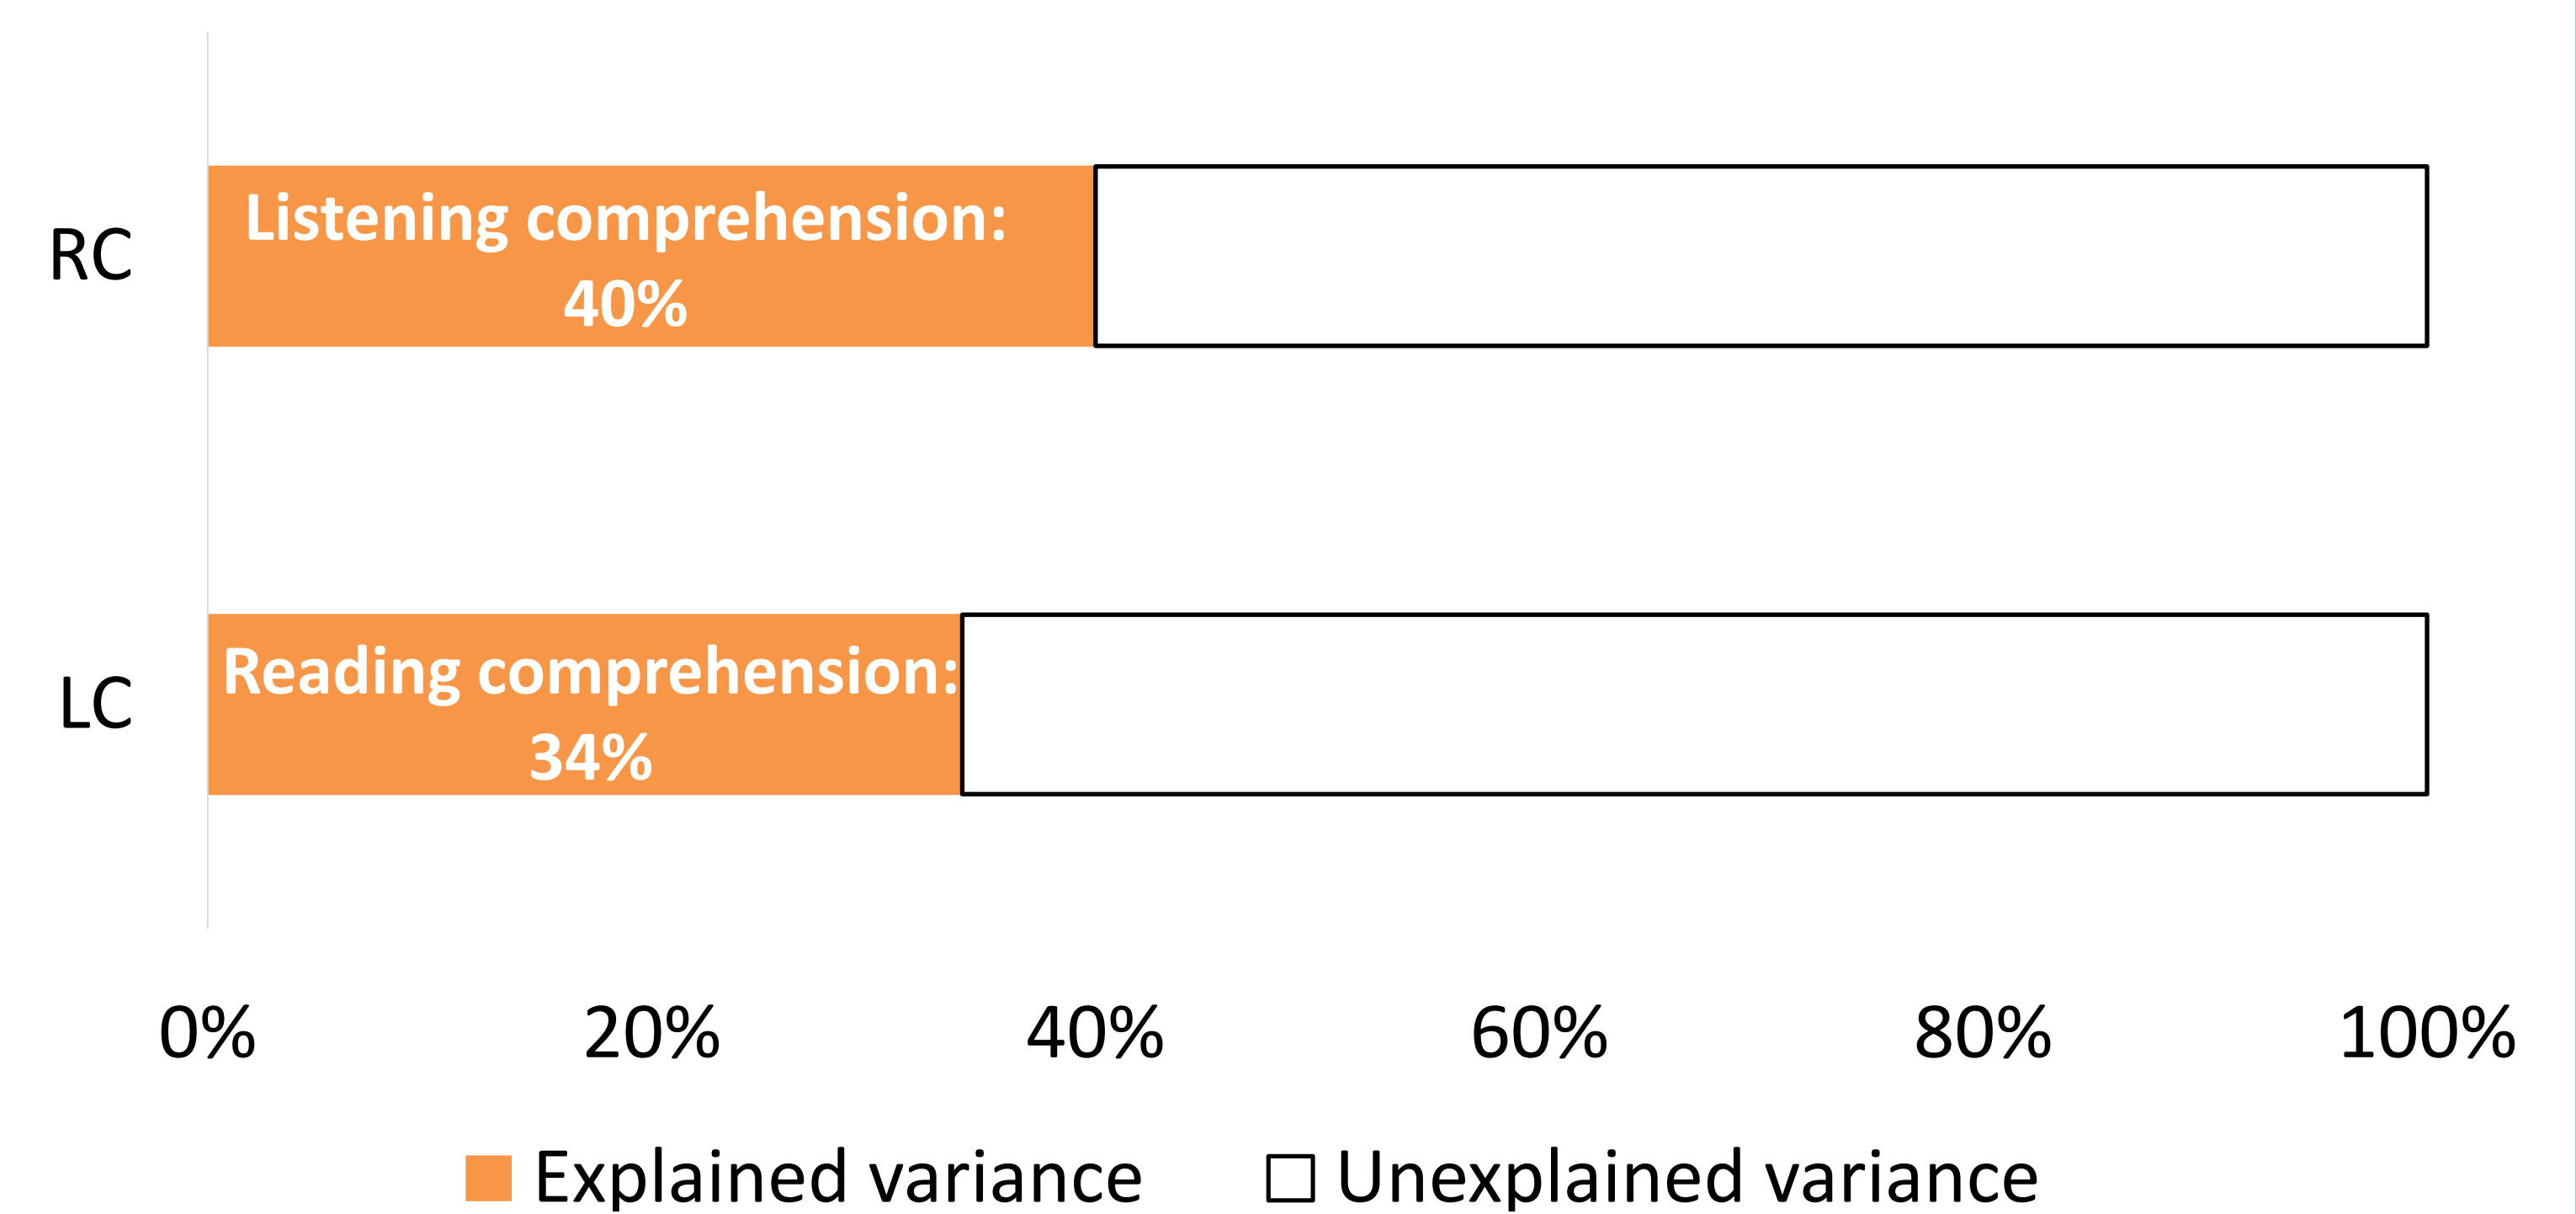 RC
Listening comprehension:
40%
LC
Reading comprehension:
34%
0% 20% 40% 60% 80% 100%
Explained variance Unexplained variance